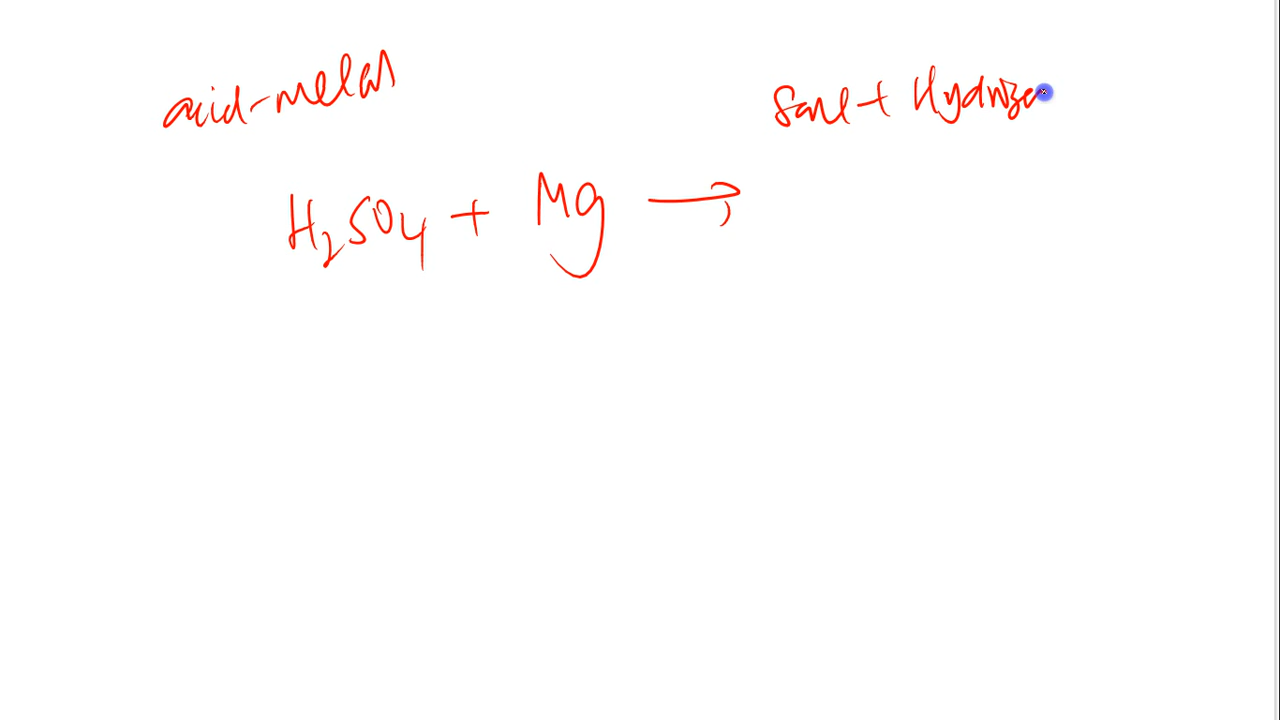 acid-metal Salt + Hydroge
H₂SO₄ + Mg →